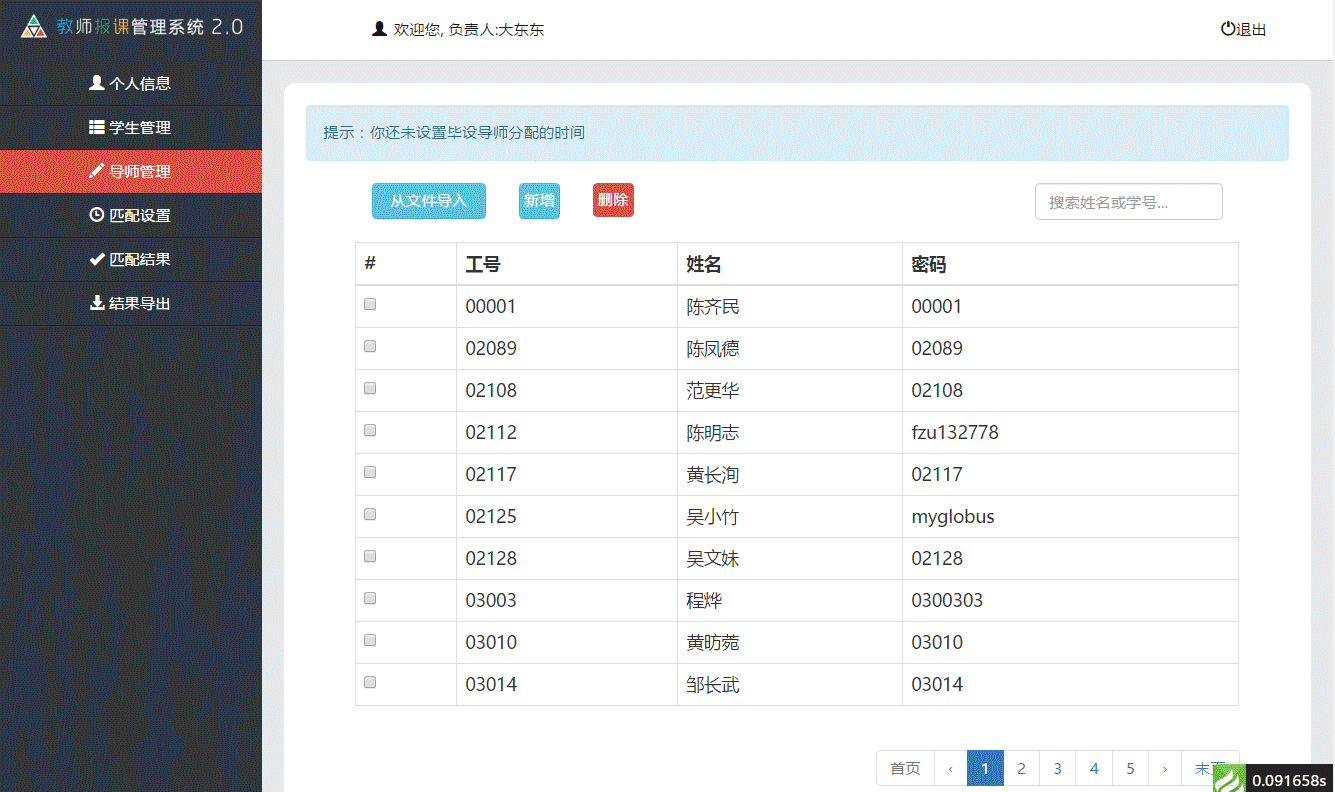 教师报课管理系统 2.0
欢迎您, 负责人:大东东
退出
个人信息
学生管理
导师管理
匹配设置
匹配结果
结果导出
提示：你还未设置毕设导师分配的时间
从文件导入 新增 删除 搜索姓名或学号...
# 工号 姓名 密码
00001 陈齐民 00001
02089 陈凤德 02089
02108 范更华 02108
02112 陈明志 fzu132778
02117 黄长洵 02117
02125 吴小竹 myglobus
02128 吴文妹 02128
03003 程烨 0300303
03010 黄昉菀 03010
03014 邹长武 03014
首页 ‹ 1 2 3 4 5 › 末
0.091658s